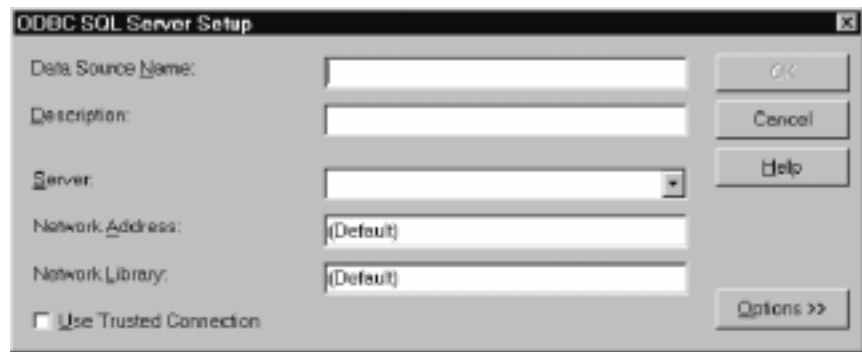 ODBC SQL Server Setup
Data Source Name:
OK
Description:
Cancel
Help
Server:
Network Address:
(Default)
Network Library:
(Default)
Use Trusted Connection
Options >>